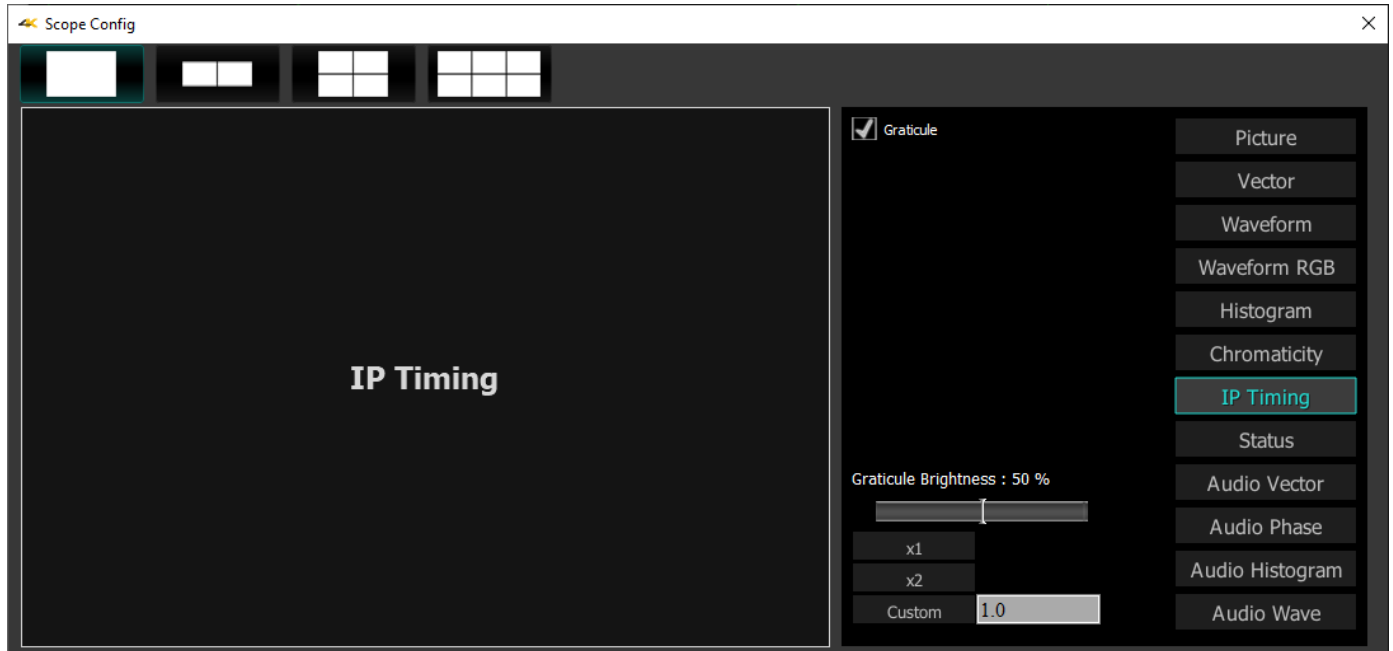 Scope Config
Graticule
Picture
Vector
Waveform
Waveform RGB
Histogram
Chromaticity
IP Timing
IP Timing
Status
Graticule Brightness : 50 %
Audio Vector
Audio Phase
x1
Audio Histogram
x2
Custom 1.0
Audio Wave